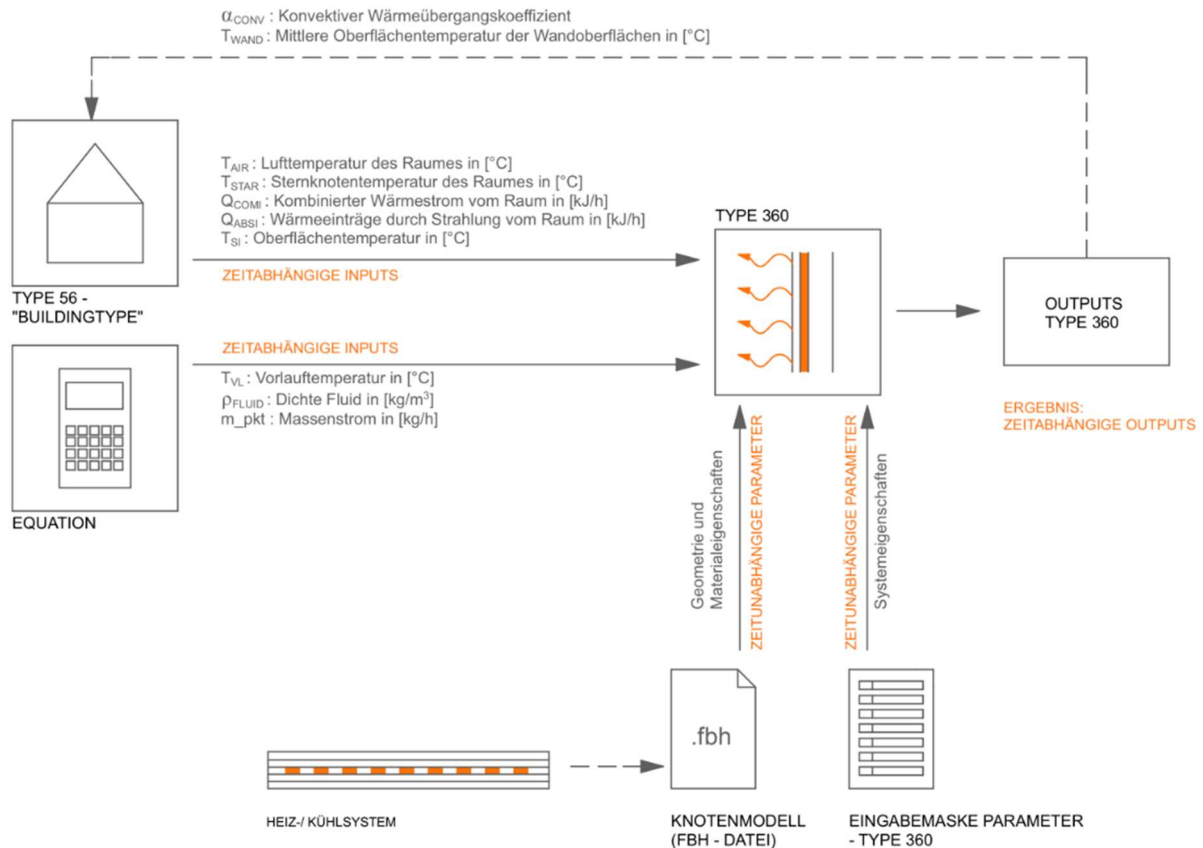 αCONV : Konvektiver Wärmeübergangskoeffizient
TWAND : Mittlere Oberflächentemperatur der Wandoberflächen in [°C]
TYPE 56 -
"BUILDINGTYPE"
TAIR : Lufttemperatur des Raumes in [°C]
TSTAR : Sternknotentemperatur des Raumes in [°C]
QCOMI : Kombinierter Wärmestrom vom Raum in [kJ/h]
QABSI : Wärmeeinträge durch Strahlung vom Raum in [kJ/h]
TSI : Oberflächentemperatur in [°C]
ZEITABHÄNGIGE INPUTS
TYPE 360
OUTPUTS
TYPE 360
ERGEBNIS:
ZEITABHÄNGIGE OUTPUTS
EQUATION
ZEITABHÄNGIGE INPUTS
TVL : Vorlauftemperatur in [°C]
ρFLUID : Dichte Fluid in [kg/m³]
m_pkt : Massenstrom in [kg/h]
Geometrie und
Materialeigenschaften
ZEITUNABHÄNGIGE PARAMETER
ZEITUNABHÄNGIGE PARAMETER
Systemeigenschaften
.fbh
HEIZ-/ KÜHLSYSTEM
KNOTENMODELL
(FBH - DATEI)
EINGABEMASKE PARAMETER
- TYPE 360